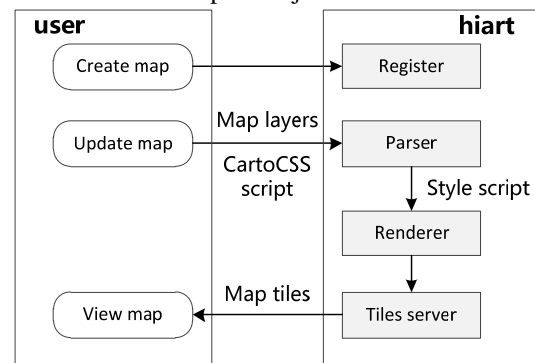 user
hiart
Create map
Register
Update map
Map layers
CartoCSS
script
Parser
Style script
Renderer
View map
Map tiles
Tiles server